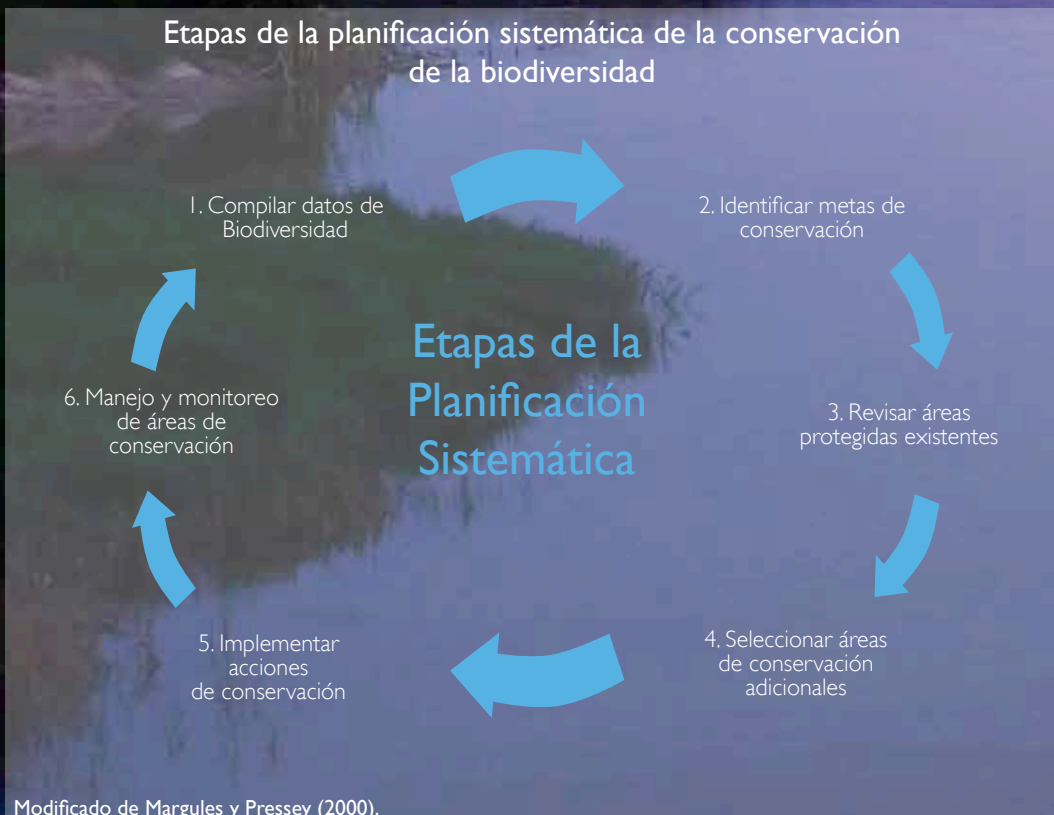 Etapas de la planificación sistemática de la conservación
de la biodiversidad
1. Compilar datos de
Biodiversidad
2. Identificar metas de
conservación
3. Revisar áreas
protegidas existentes
4. Seleccionar áreas
de conservación
adicionales
5. Implementar
acciones
de conservación
6. Manejo y monitoreo
de áreas de
conservación
Etapas de la
Planificación
Sistemática
Modificado de Margules y Pressey (2000).